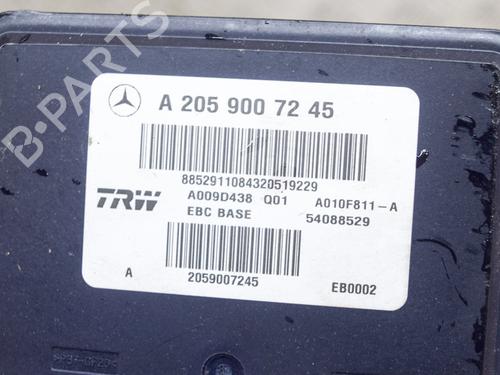 B-PARTS
A 205 900 72 45
8852911084320519229
A009D438 Q01 A010F811-A
TRW
EBC BASE 54088529
A 2059007245 EB0002